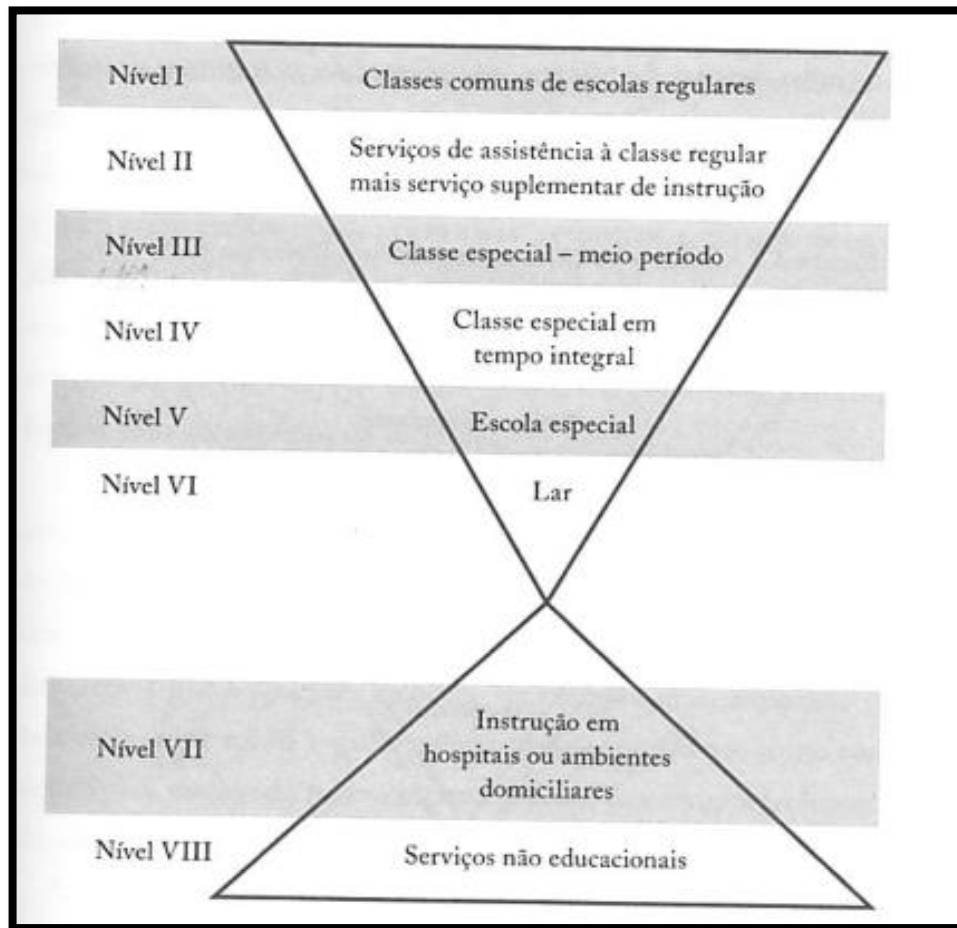 Nível I
Classes comuns de escolas regulares
Nível II
Serviços de assistência à classe regular
mais serviço suplementar de instrução
Nível III
Classe especial – meio período
Nível IV
Classe especial em
tempo integral
Nível V
Escola especial
Nível VI
Lar
Nível VII
Instrução em
hospitais ou ambientes
domiciliares
Nível VIII
Serviços não educacionais